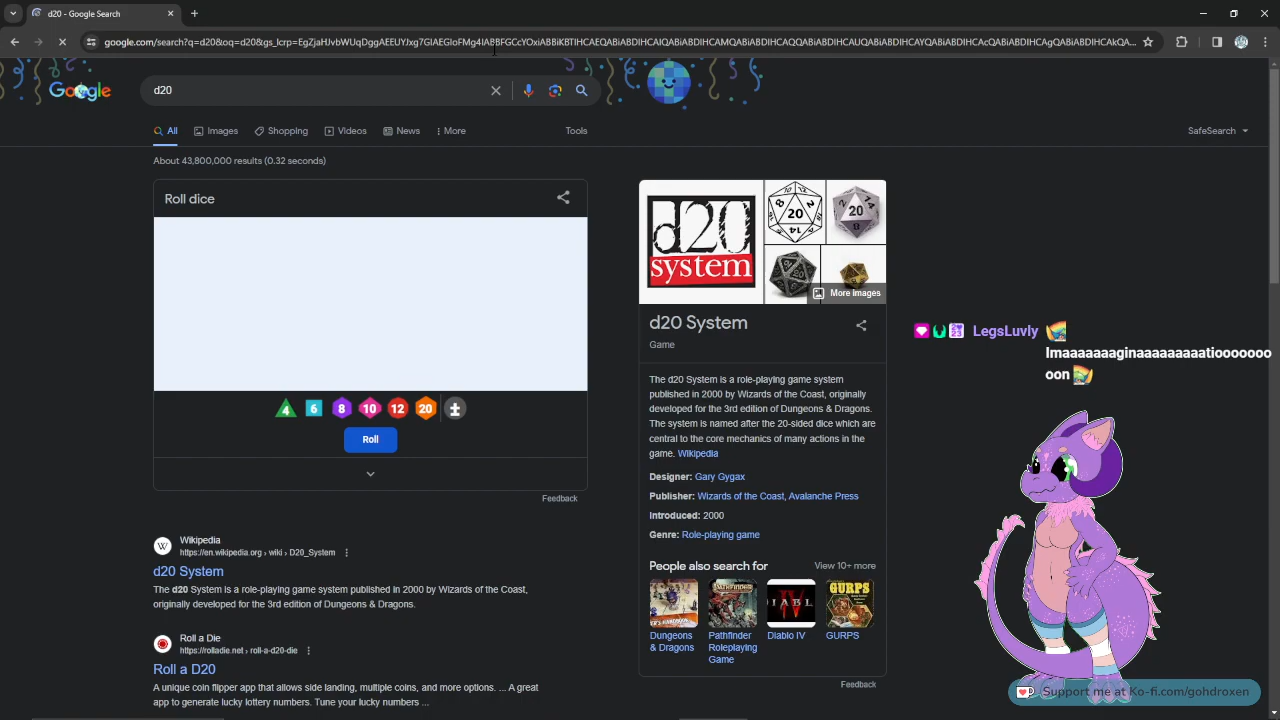 d20 - Google Search
google.com/search?q=d20&oq=d20&gs_lcrp=EgZjaHJvbWUqDggAEEUYJxg7GIAEGIoFMg4IABBFGCcYOxiABBiKBTIHCAEQABiABDIHCAIQABiABDIHCAMQABiABDIHCAQQABiABDIHCAUQABiABDIHCAYQABiABDIHCAcQABiABDIHCAgQABiABDIHCAkQA...
Google
d20
All
Images
Shopping
Videos
News
More
Tools
SafeSearch
About 43,800,000 results (0.32 seconds)
Roll dice
4
6
8
10
12
20
±
Roll
Feedback
Wikipedia
https://en.wikipedia.org › wiki › D20_System
d20 System
The d20 System is a role-playing game system published in 2000 by Wizards of the Coast,
originally developed for the 3rd edition of Dungeons & Dragons.
Roll a Die
https://rolladie.net › roll-a-d20-die
Roll a D20
A unique coin flipper app that allows side landing, multiple coins, and more options. ... A great
app to generate lucky lottery numbers. Tune your lucky numbers ...
d20
system
20
8
2
14
20
More Images
d20 System
Game
The d20 System is a role-playing game system
published in 2000 by Wizards of the Coast, originally
developed for the 3rd edition of Dungeons & Dragons.
The system is named after the 20-sided dice which are
central to the core mechanics of many actions in the
game. Wikipedia
Designer: Gary Gygax
Publisher: Wizards of the Coast, Avalanche Press
Introduced: 2000
Genre: Role-playing game
People also search for
View 10+ more
GURPS
Dungeons
& Dragons
Pathfinder
Roleplaying
Game
Diablo IV
GURPS
Feedback
LegsLuvly
Imaaaaaaaginaaaaaaaatiooooooo
oon
Support me at Ko-fi.com/gohdroxen